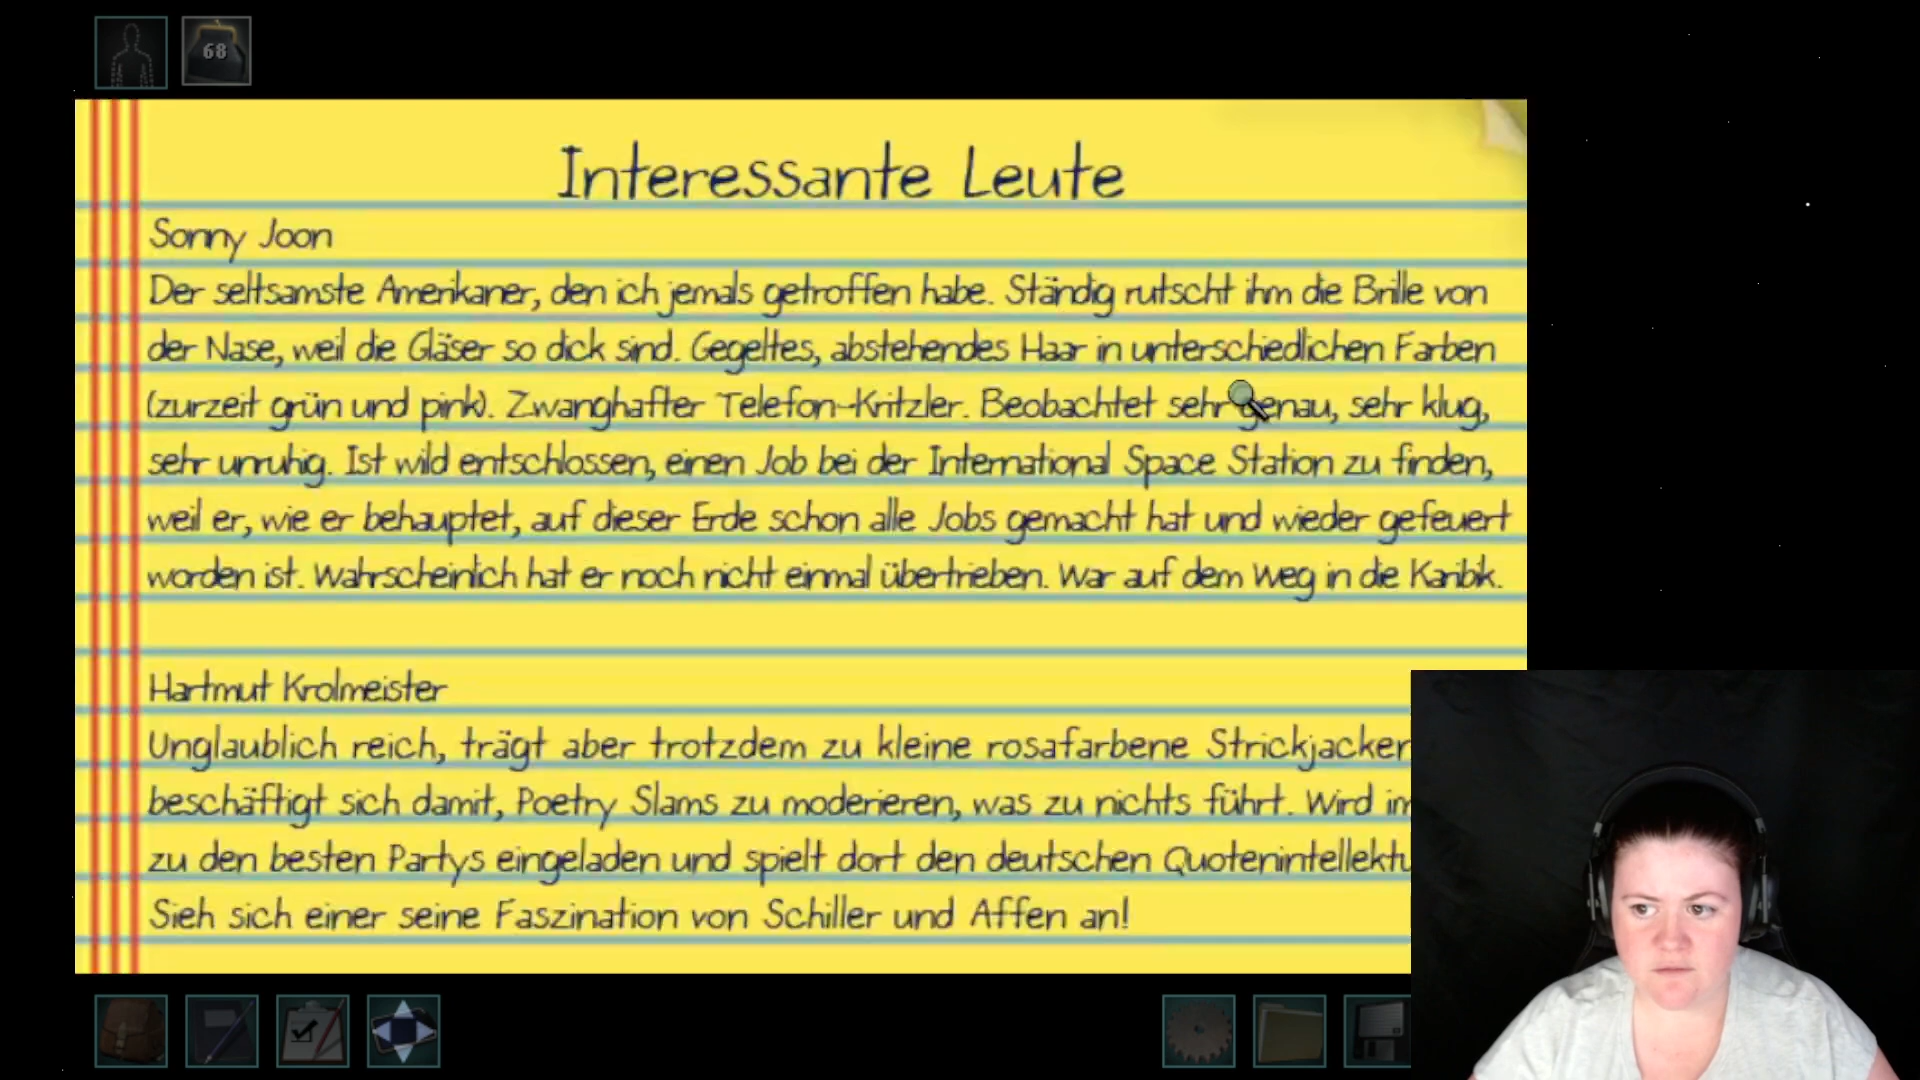 68
Interessante Leute
Sonny Joon
Der seltsamste Amerikaner, den ich jemals getroffen habe. Ständig rutscht ihm die Brille von
der Nase, weil die Gläser so dick sind. Gegeltes, abstehendes Haar in unterschiedlichen Farben
(zurzeit grün und pink). Zwanghafter Telefon-Kritzler. Beobachtet sehr genau, sehr klug,
sehr unruhig. Ist wild entschlossen, einen Job bei der International Space Station zu finden,
weil er, wie er behauptet, auf dieser Erde schon alle Jobs gemacht hat und wieder gefeuert
worden ist. Wahrscheinlich hat er noch nicht einmal übertrieben. War auf dem Weg in die Karibik.
Hartmut Krolmeister
Unglaublich reich, trägt aber trotzdem zu kleine rosafarbene
beschäftigt sich damit, Poetry Slams zu moderieren, was zu nichts führt. Wird
zu den besten Partys eingeladen und spielt dort den deutschen
Sieh sich einer seine Faszination von Schiller und Affen an!